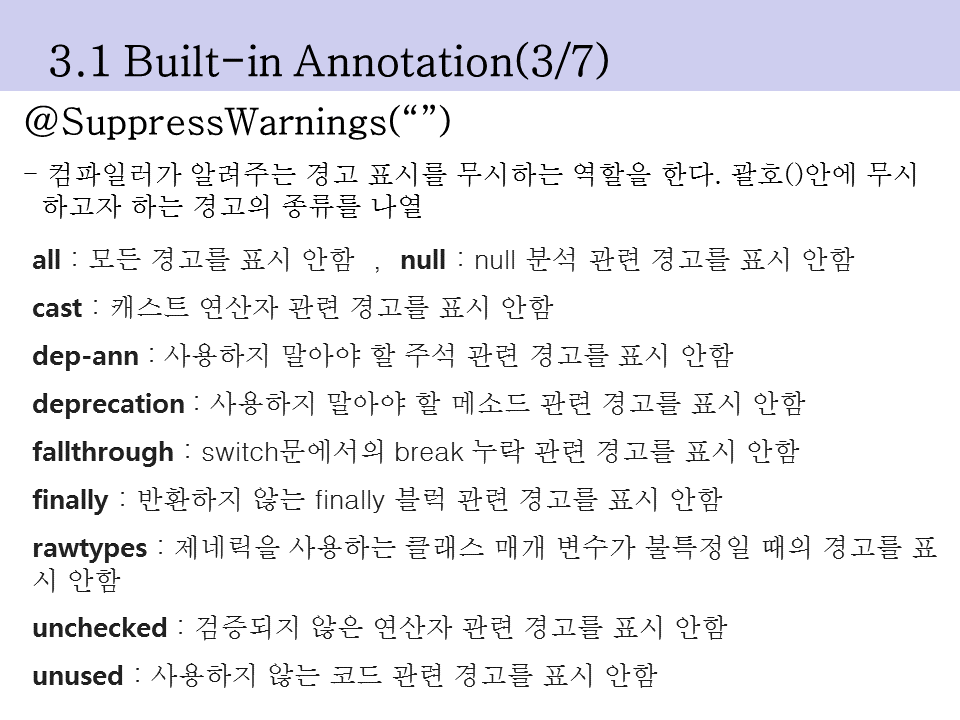 3.1 Built-in Annotation(3/7)
@SuppressWarnings(“”)
- 컴파일러가 알려주는 경고 표시를 무시하는 역할을 한다. 괄호()안에 무시
하고자 하는 경고의 종류를 나열
all : 모든 경고를 표시 안함 , null : null 분석 관련 경고를 표시 안함
cast : 캐스트 연산자 관련 경고를 표시 안함
dep-ann : 사용하지 말아야 할 주석 관련 경고를 표시 안함
deprecation : 사용하지 말아야 할 메소드 관련 경고를 표시 안함
fallthrough : switch문에서의 break 누락 관련 경고를 표시 안함
finally : 반환하지 않는 finally 블럭 관련 경고를 표시 안함
rawtypes : 제네릭을 사용하는 클래스 매개 변수가 불특정일 때의 경고를 표
시 안함
unchecked : 검증되지 않은 연산자 관련 경고를 표시 안함
unused : 사용하지 않는 코드 관련 경고를 표시 안함